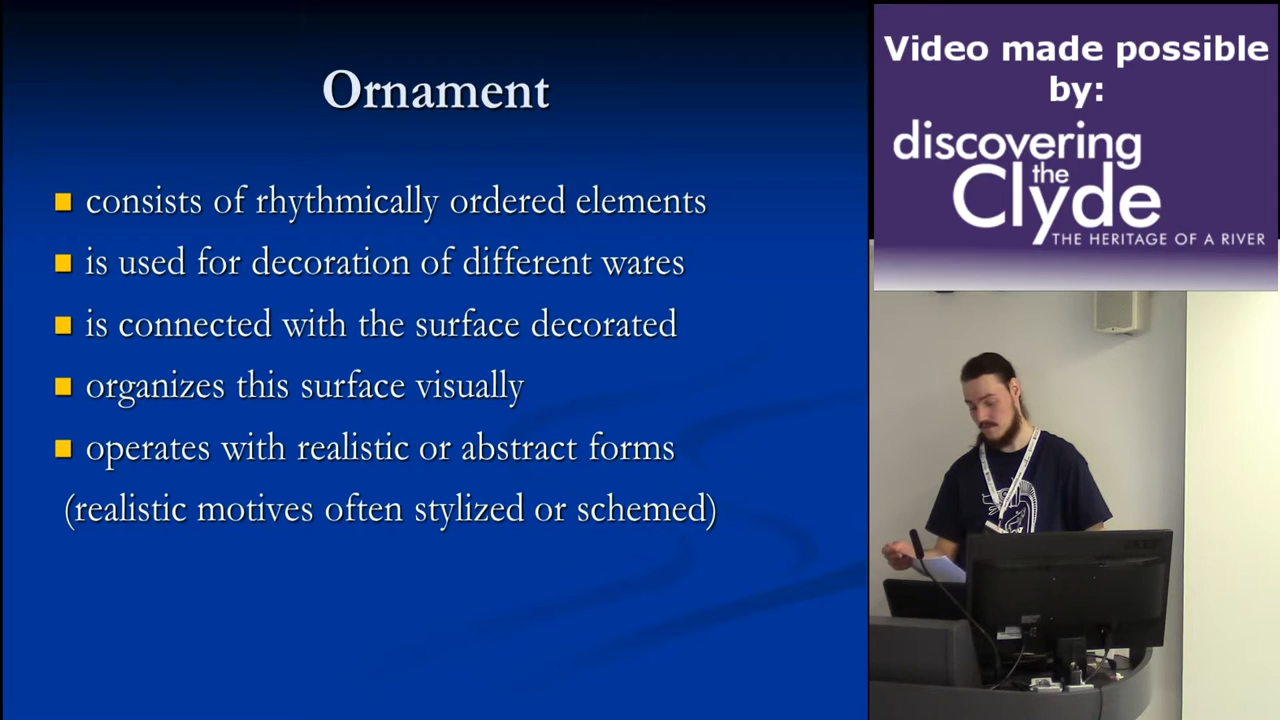 Ornament
consists of rhythmically ordered elements
is used for decoration of different wares
is connected with the surface decorated
organizes this surface visually
operates with realistic or abstract forms
(realistic motives often stylized or schemed)
Video made possible
by:
discovering
the
Clyde
THE HERITAGE OF A RIVER